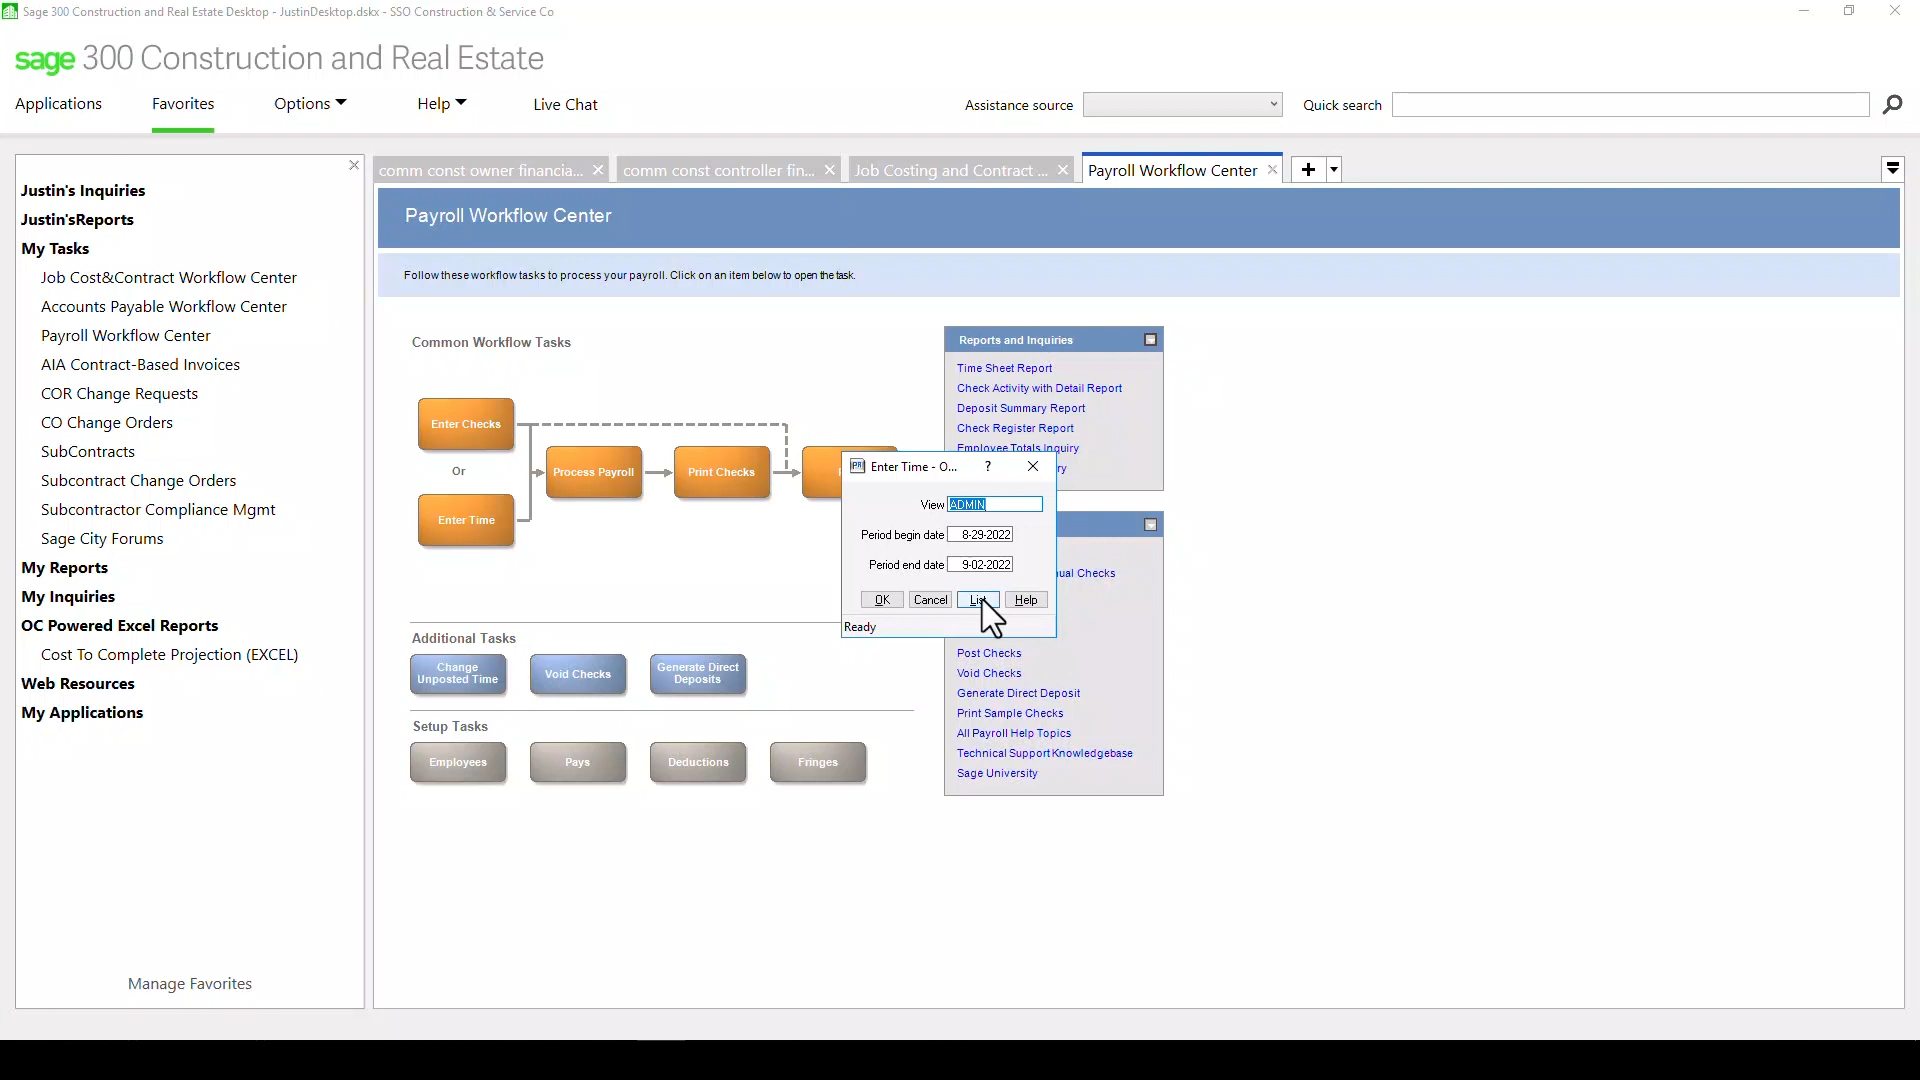 Sage 300 Construction and Real Estate Desktop - JustinDesktop.dskx - SSO Construction & Service Co
sage 300 Construction and Real Estate
Applications
Favorites
Options
Help
Live Chat
Assistance source
Quick search
Justin's Inquiries
Justin'sReports
My Tasks
Job Cost&Contract Workflow Center
Accounts Payable Workflow Center
Payroll Workflow Center
AIA Contract-Based Invoices
COR Change Requests
CO Change Orders
SubContracts
Subcontract Change Orders
Subcontractor Compliance Mgmt
Sage City Forums
My Reports
My Inquiries
OC Powered Excel Reports
Cost To Complete Projection (EXCEL)
Web Resources
My Applications
Manage Favorites
comm const owner financia...
comm const controller fin...
Job Costing and Contract ...
Payroll Workflow Center
Payroll Workflow Center
Follow these workflow tasks to process your payroll. Click on an item below to open the task.
Common Workflow Tasks
Enter Checks
Or
Enter Time
Process Payroll
Print Checks
Additional Tasks
Change
Unposted Time
Void Checks
Generate Direct
Deposits
Setup Tasks
Employees
Pays
Deductions
Fringes
Reports and Inquiries
Time Sheet Report
Check Activity with Detail Report
Deposit Summary Report
Check Register Report
Employee Totals Inquiry
ry
ual Checks
Post Checks
Void Checks
Generate Direct Deposit
Print Sample Checks
All Payroll Help Topics
Technical Support Knowledgebase
Sage University
PR
Enter Time - O...
?
View ADMIN
Period begin date 8-29-2022
Period end date 9-02-2022
OK
Cancel
List
Help
Ready